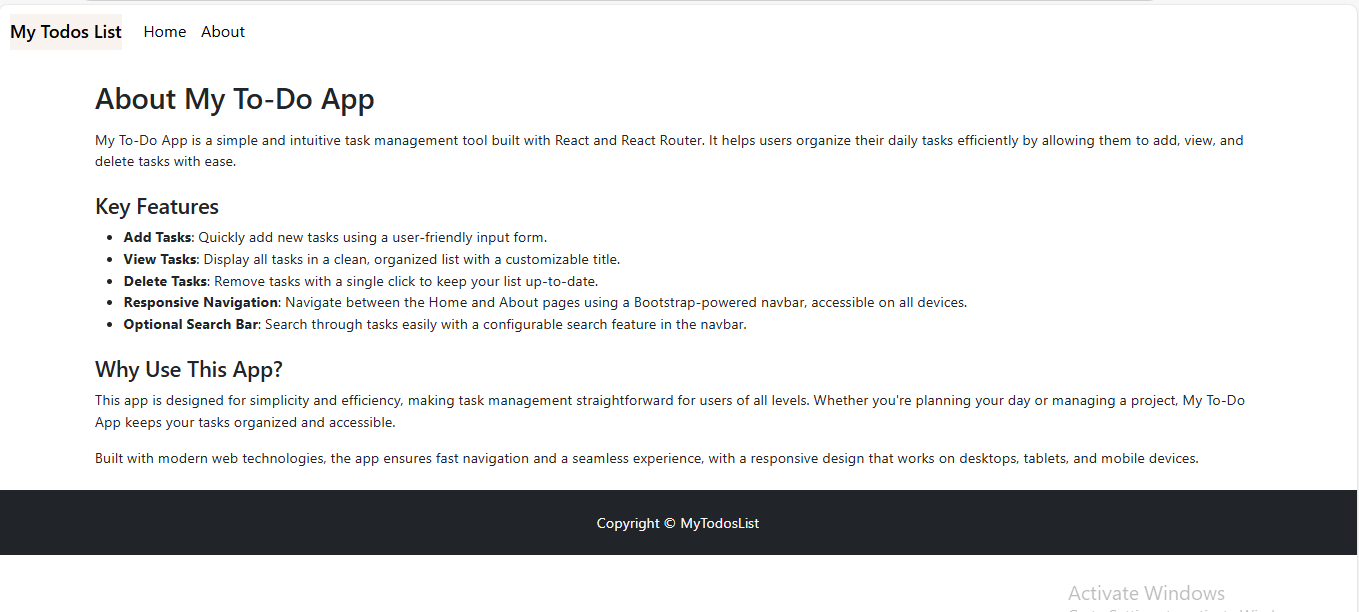 My Todos List Home About
About My To-Do App
My To-Do App is a simple and intuitive task management tool built with React and React Router. It helps users organize their daily tasks efficiently by allowing them to add, view, and
delete tasks with ease.
Key Features
Add Tasks: Quickly add new tasks using a user-friendly input form.
View Tasks: Display all tasks in a clean, organized list with a customizable title.
Delete Tasks: Remove tasks with a single click to keep your list up-to-date.
Responsive Navigation: Navigate between the Home and About pages using a Bootstrap-powered navbar, accessible on all devices.
Optional Search Bar: Search through tasks easily with a configurable search feature in the navbar.
Why Use This App?
This app is designed for simplicity and efficiency, making task management straightforward for users of all levels. Whether you're planning your day or managing a project, My To-Do
App keeps your tasks organized and accessible.
Built with modern web technologies, the app ensures fast navigation and a seamless experience, with a responsive design that works on desktops, tablets, and mobile devices.
Copyright © MyTodosList
Activate Windows